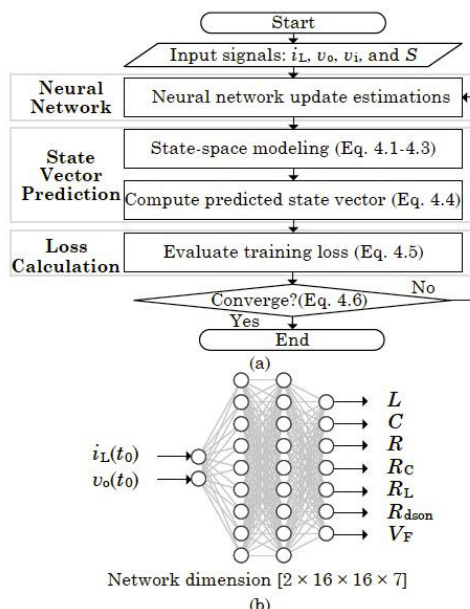 Start
Input signals: iL, vo, vi, and S
Neural Network
Neural network update estimations
State Vector Prediction
State-space modeling (Eq. 4.1-4.3)
Compute predicted state vector (Eq. 4.4)
Loss Calculation
Evaluate training loss (Eq. 4.5)
Converge?(Eq. 4.6)
No
Yes
End
(a)
iL(t0)
vo(t0)
L
C
R
RC
RL
Rdson
VF
Network dimension [2 × 16 × 16 × 7]
(b)